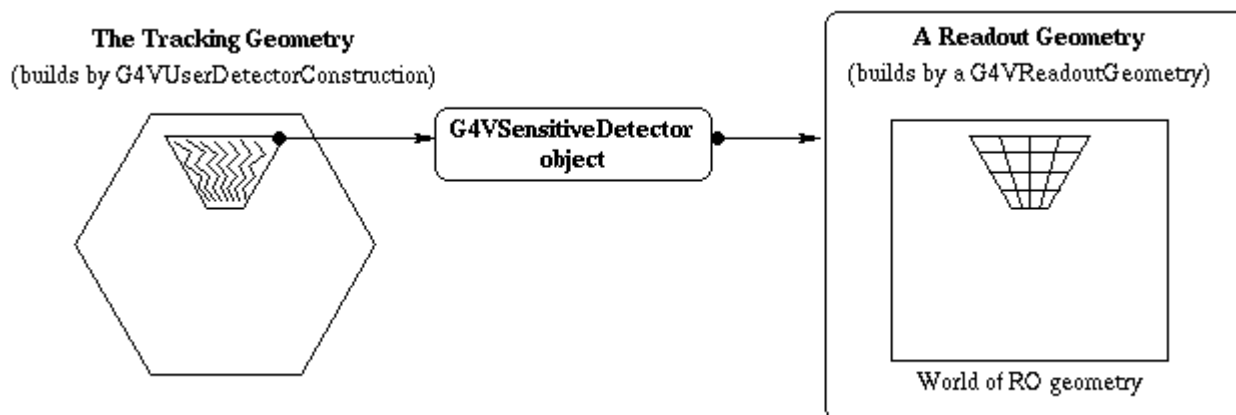 The Tracking Geometry
(builds by G4VUserDetectorConstruction)
G4VSensitiveDetector
object
A Readout Geometry
(builds by a G4VReadoutGeometry)
World of RO geometry